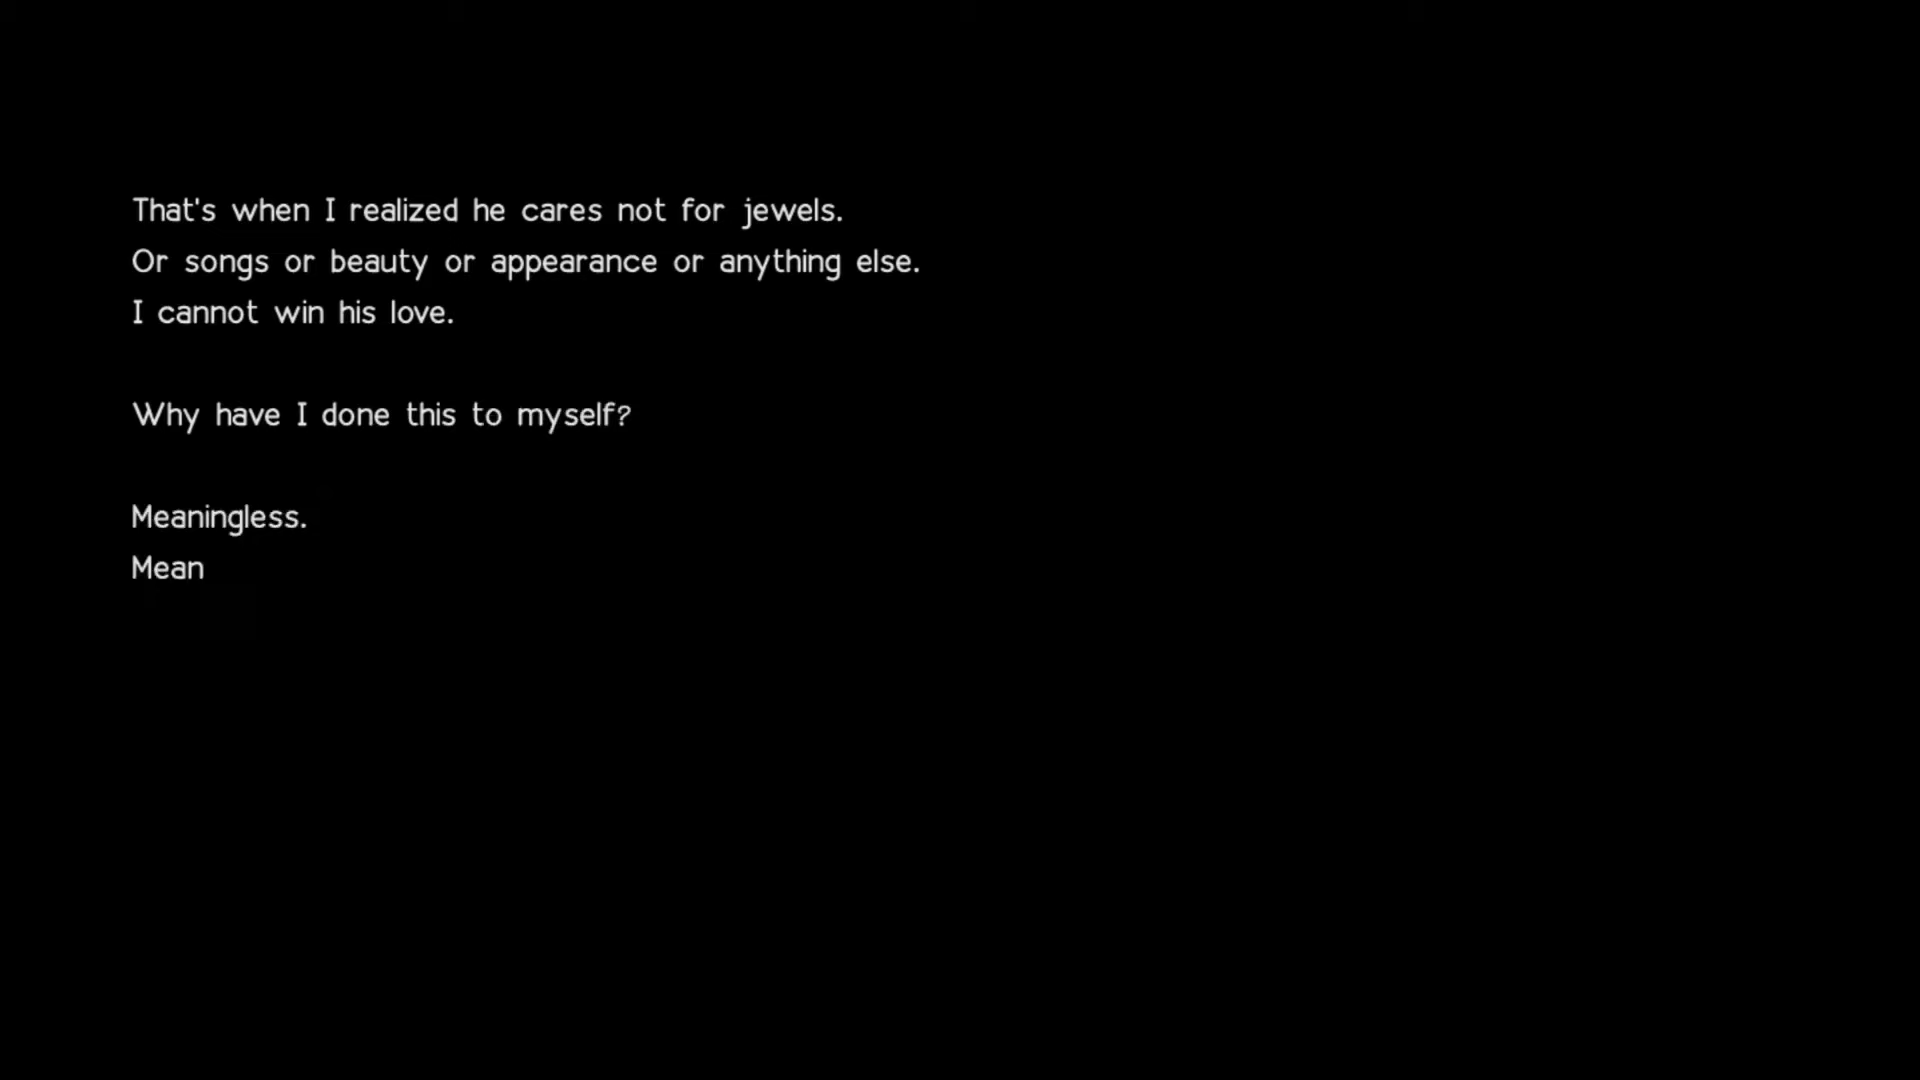 That's when I realized he cares not for jewels.
Or songs or beauty or appearance or anything else.
I cannot win his love.
Why have I done this to myself?
Meaningless.
Mean